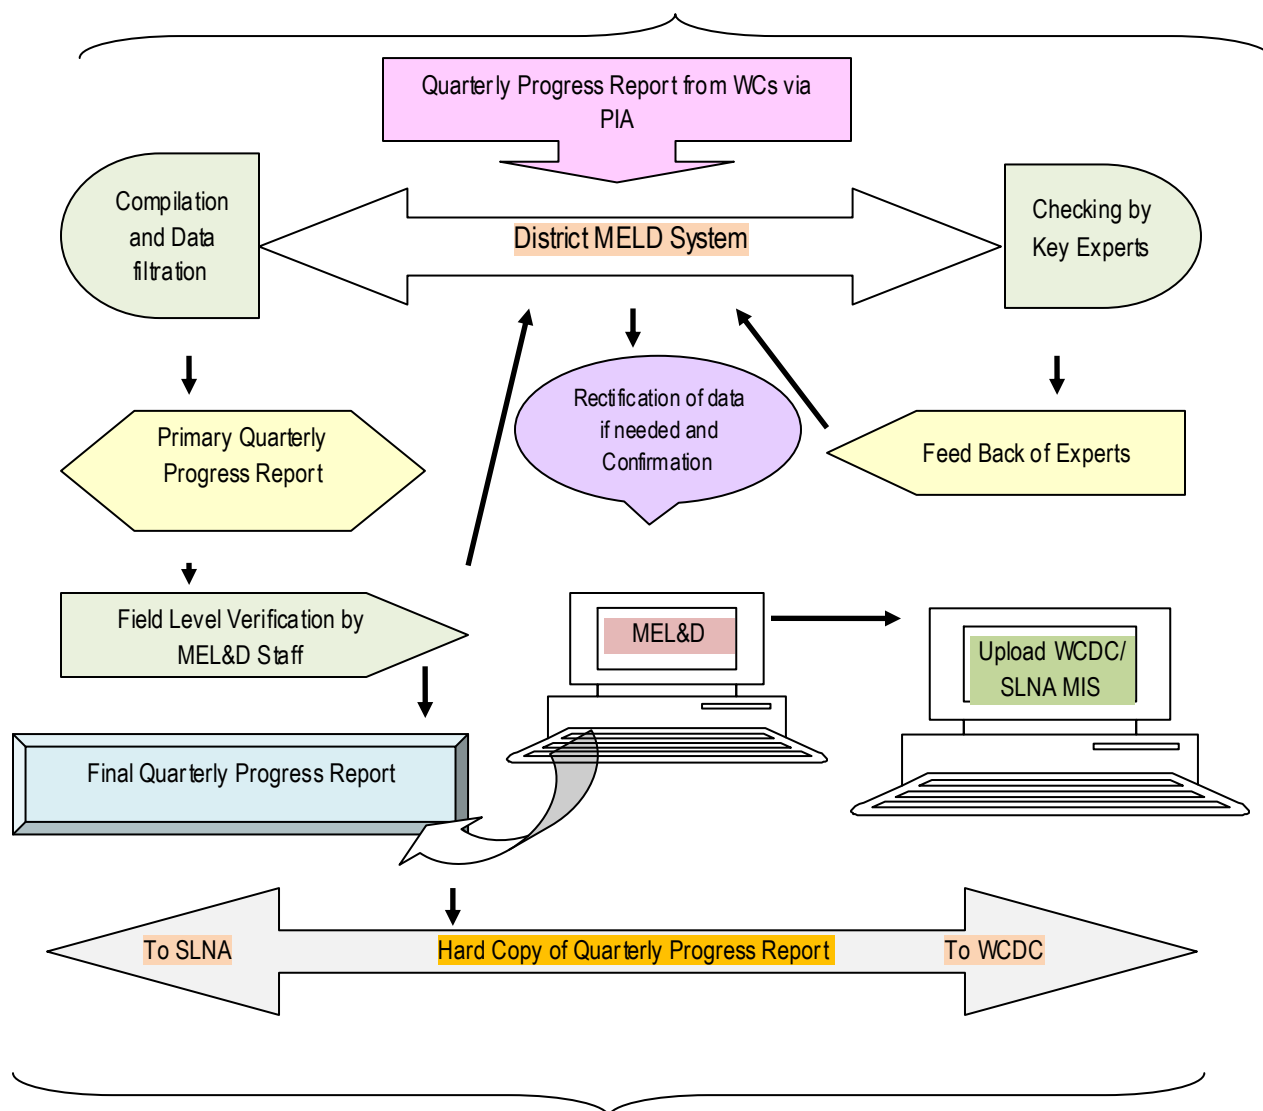 Quarterly Progress Report from WCs via
PIA
Compilation
and Data
filtration
District MELD System
Checking by
Key Experts
Primary Quarterly
Progress Report
Rectification of data
if needed and
Confirmation
Feed Back of Experts
Field Level Verification by
MEL&D Staff
MEL&D
Upload WCDC/
SLNA MIS
Final Quarterly Progress Report
To SLNA
Hard Copy of Quarterly Progress Report
To WCDC